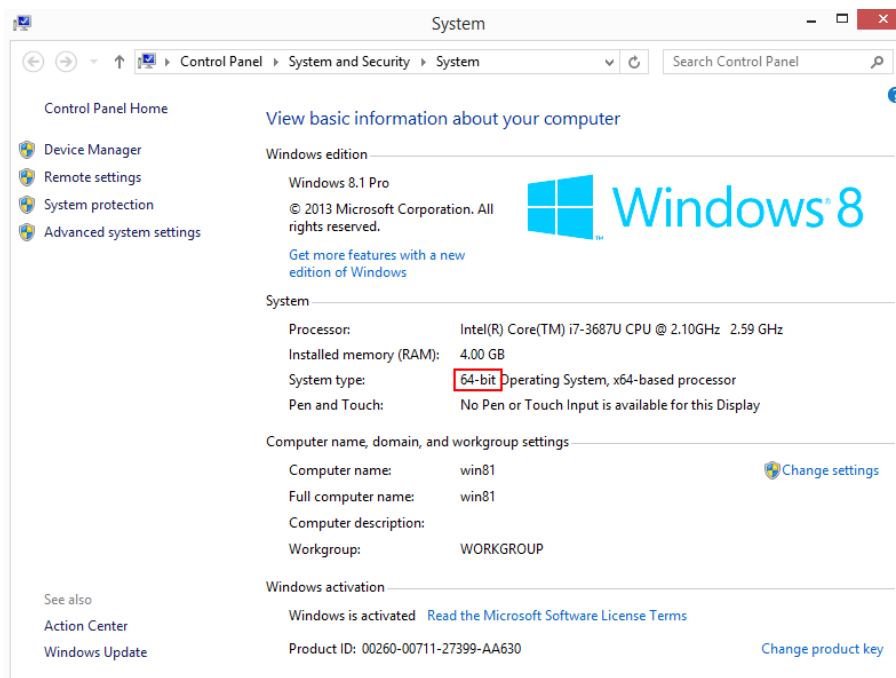 System
Control Panel System and Security System
Search Control Panel
Control Panel Home
Device Manager
Remote settings
System protection
Advanced system settings
See also
Action Center
Windows Update
View basic information about your computer
Windows edition
Windows 8.1 Pro
© 2013 Microsoft Corporation. All
rights reserved.
Get more features with a new
edition of Windows
Windows® 8
™
System
Processor: Intel(R) Core(TM) i7-3687U CPU @ 2.10GHz 2.59 GHz
Installed memory (RAM): 4.00 GB
System type: 64-bit Operating System, x64-based processor
Pen and Touch: No Pen or Touch Input is available for this Display
Computer name, domain, and workgroup settings
Computer name: win81
Change settings
Full computer name: win81
Computer description:
Workgroup: WORKGROUP
Windows activation
Windows is activated Read the Microsoft Software License Terms
Product ID: 00260-00711-27399-AA630
Change product key